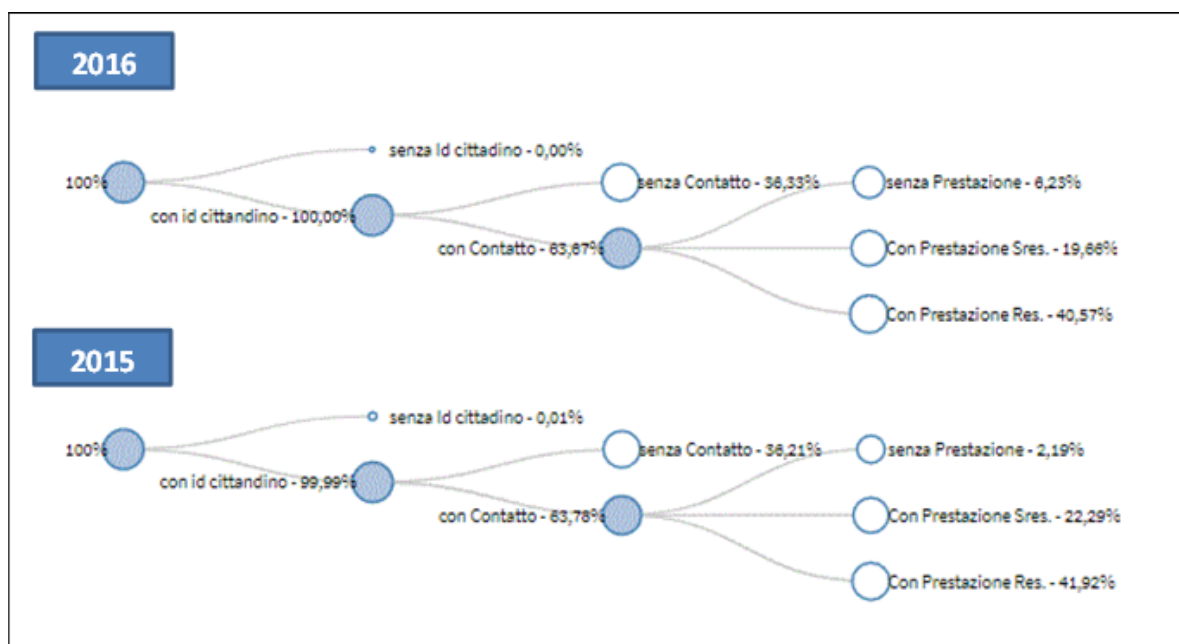 2016
senza Id cittadino - 0,00%
100%
senza Contatto - 36,33%
senza Prestazione - 6,23%
con id cittandino - 100,00%
con Contatto - 63,67%
Con Prestazione Sres. - 19,66%
Con Prestazione Res. - 40,57%
2015
senza Id cittadino - 0,01%
100%
senza Contatto - 36,21%
senza Prestazione - 2,19%
con id cittandino - 99,99%
con Contatto - 63,78%
Con Prestazione Sres. - 22,29%
Con Prestazione Res. - 41,92%